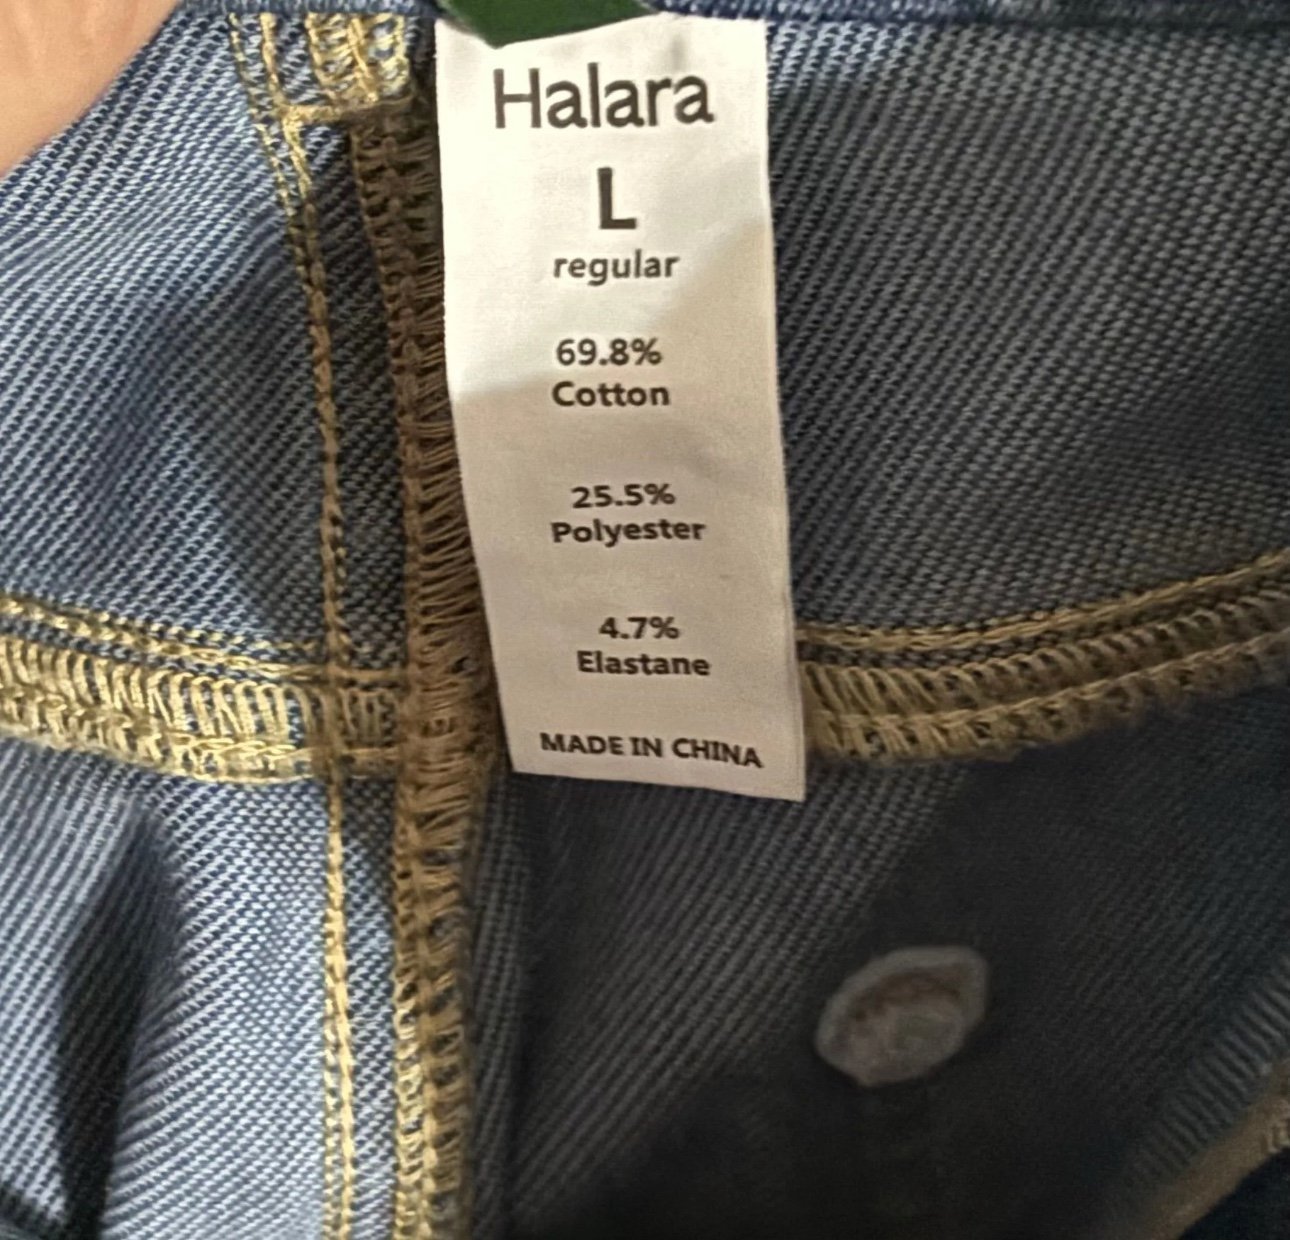 Halara
L
regular
69.8%
Cotton
25.5%
Polyester
4.7%
Elastane
MADE IN CHINA